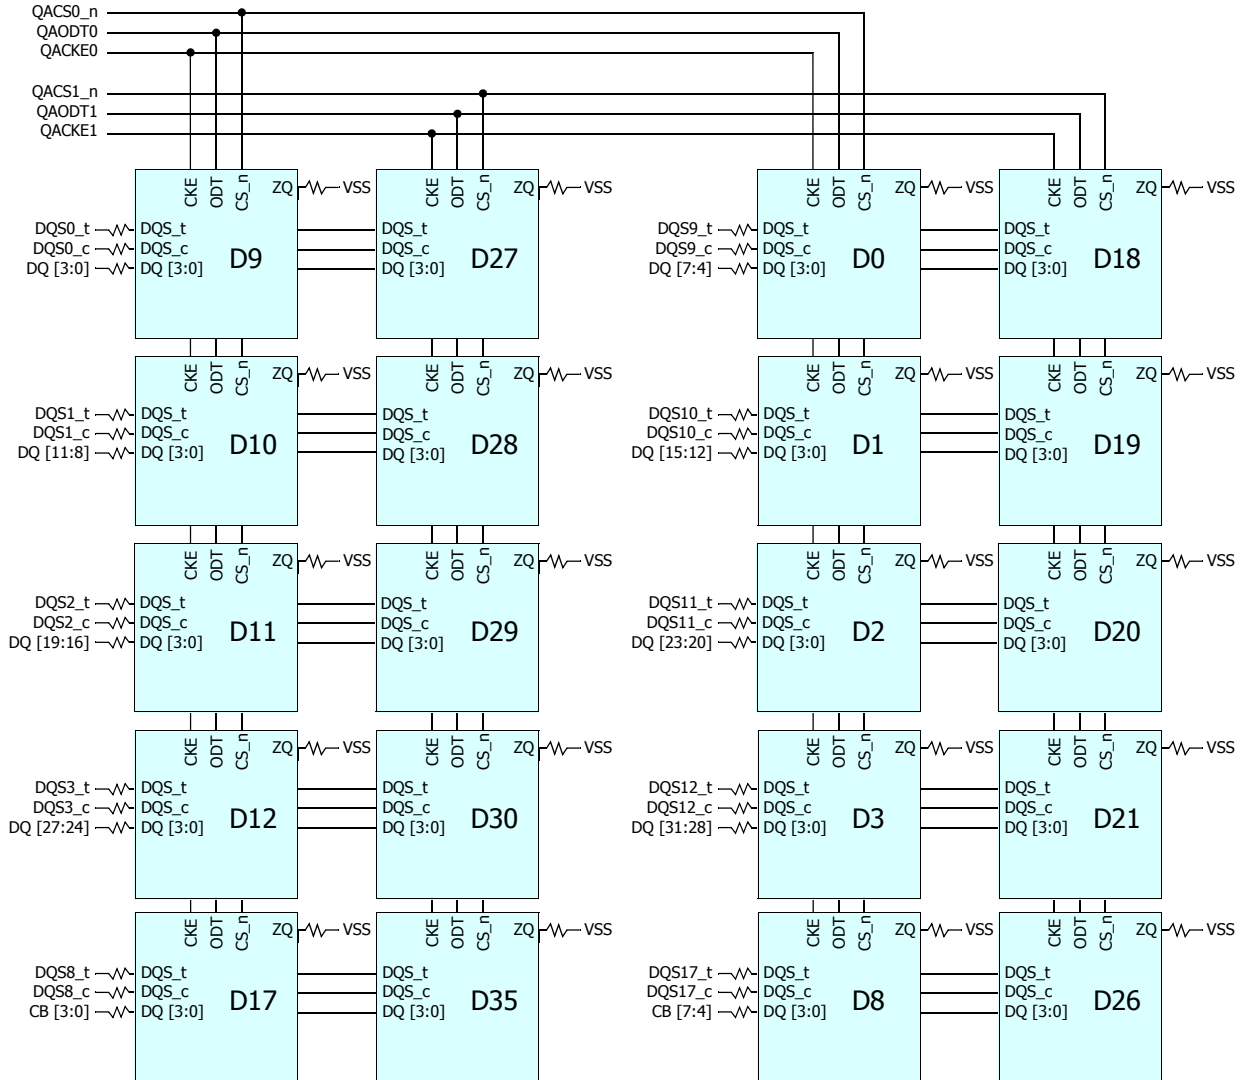 QACS0_n
QAODT0
QACKE0
QACS1_n
QAODT1
QACKE1
CKE ODT CS_n ZQ VSS CKE ODT CS_n ZQ VSS CKE ODT CS_n ZQ VSS CKE ODT CS_n ZQ VSS
DQS0_t DQS_t DQS_t DQS9_t DQS_t DQS_t
DQS0_c DQS_c DQS_c DQS9_c DQS_c DQS_c
DQ [3:0] DQ [3:0] D9 DQ [3:0] D27 DQ [7:4] DQ [3:0] D0 DQ [3:0] D18
CKE ODT CS_n ZQ VSS CKE ODT CS_n ZQ VSS CKE ODT CS_n ZQ VSS CKE ODT CS_n ZQ VSS
DQS1_t DQS_t DQS_t DQS10_t DQS_t DQS_t
DQS1_c DQS_c DQS_c DQS10_c DQS_c DQS_c
DQ [11:8] DQ [3:0] D10 DQ [3:0] D28 DQ [15:12] DQ [3:0] D1 DQ [3:0] D19
CKE ODT CS_n ZQ VSS CKE ODT CS_n ZQ VSS CKE ODT CS_n ZQ VSS CKE ODT CS_n ZQ VSS
DQS2_t DQS_t DQS_t DQS11_t DQS_t DQS_t
DQS2_c DQS_c DQS_c DQS11_c DQS_c DQS_c
DQ [19:16] DQ [3:0] D11 DQ [3:0] D29 DQ [23:20] DQ [3:0] D2 DQ [3:0] D20
CKE ODT CS_n ZQ VSS CKE ODT CS_n ZQ VSS CKE ODT CS_n ZQ VSS CKE ODT CS_n ZQ VSS
DQS3_t DQS_t DQS_t DQS12_t DQS_t DQS_t
DQS3_c DQS_c DQS_c DQS12_c DQS_c DQS_c
DQ [27:24] DQ [3:0] D12 DQ [3:0] D30 DQ [31:28] DQ [3:0] D3 DQ [3:0] D21
CKE ODT CS_n ZQ VSS CKE ODT CS_n ZQ VSS CKE ODT CS_n ZQ VSS CKE ODT CS_n ZQ VSS
DQS8_t DQS_t DQS_t DQS17_t DQS_t DQS_t
DQS8_c DQS_c DQS_c DQS17_c DQS_c DQS_c
CB [3:0] DQ [3:0] D17 DQ [3:0] D35 CB [7:4] DQ [3:0] D8 DQ [3:0] D26